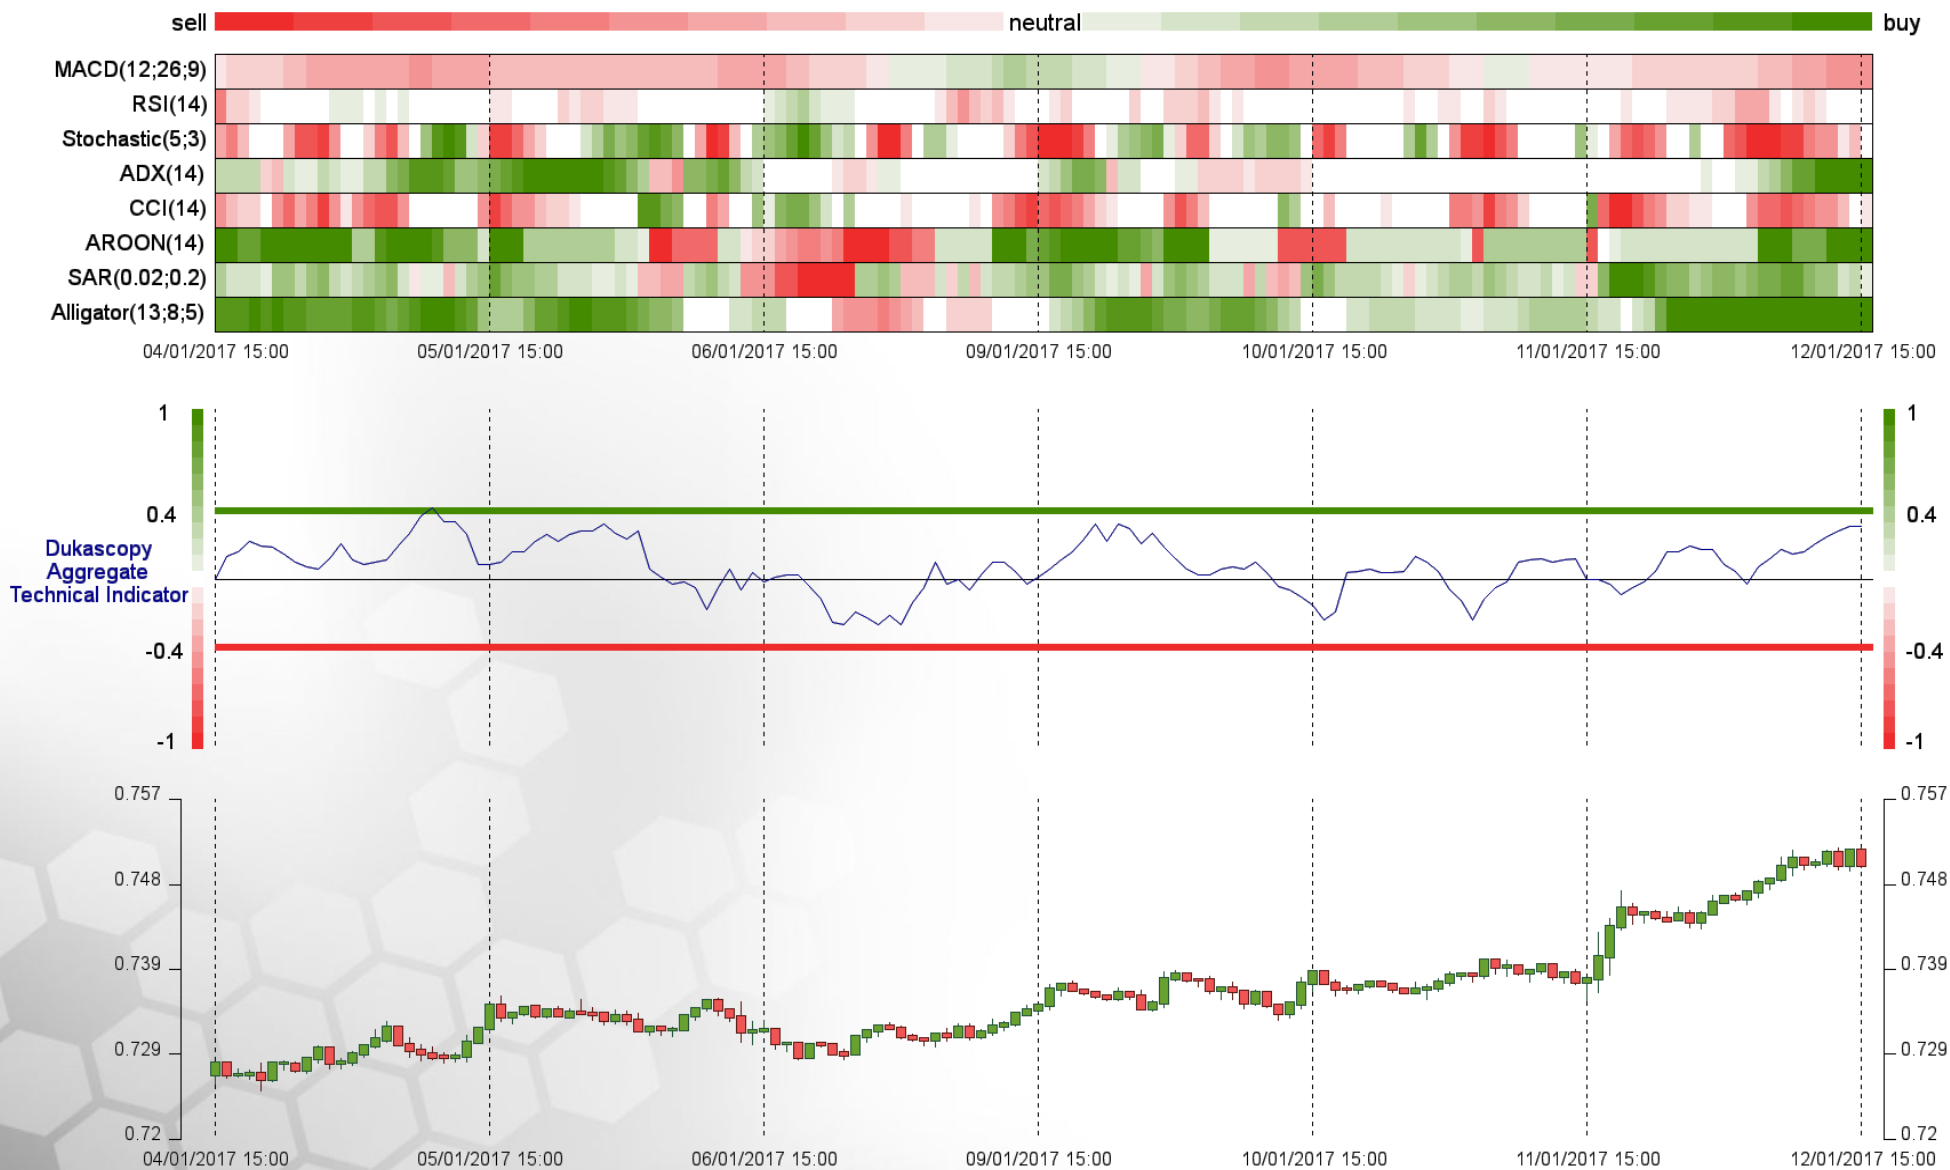 sell neutral buy
MACD(12;26;9)
RSI(14)
Stochastic(5;3)
ADX(14)
CCI(14)
AROON(14)
SAR(0.02;0.2)
Alligator(13;8;5)
04/01/2017 15:00 05/01/2017 15:00 06/01/2017 15:00 09/01/2017 15:00 10/01/2017 15:00 11/01/2017 15:00 12/01/2017 15:00
1 1
0.4 0.4
Dukascopy
Aggregate
Technical Indicator
-0.4 -0.4
-1 -1
0.757 0.757
0.748 0.748
0.739 0.739
0.729 0.729
0.72 0.72
04/01/2017 15:00 05/01/2017 15:00 06/01/2017 15:00 09/01/2017 15:00 10/01/2017 15:00 11/01/2017 15:00 12/01/2017 15:00